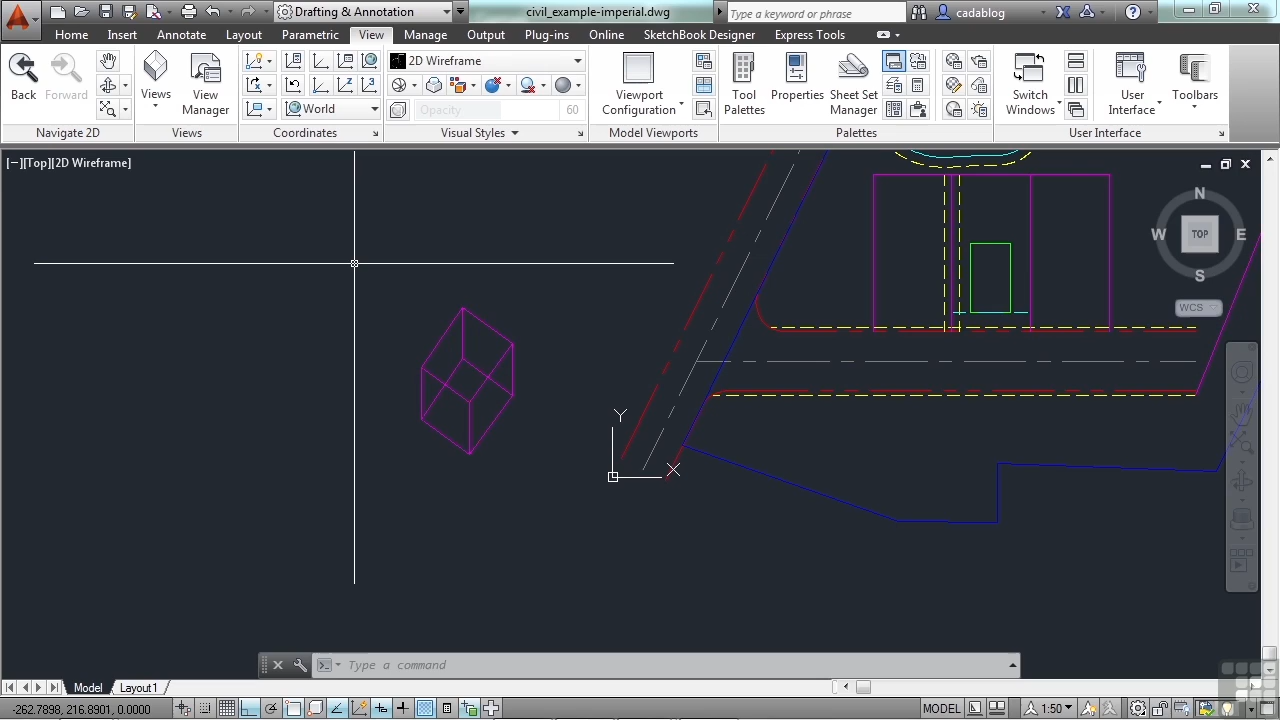 Drafting & Annotation
civil_example-imperial.dwg
Type a keyword or phrase
cadablog
Home Insert Annotate Layout Parametric View Manage Output Plug-ins Online SketchBook Designer Express Tools
2D Wireframe
Back Forward
Views
View Manager
World
Opacity 60
Viewport Configuration
Tool Palettes
Properties
Sheet Set Manager
Switch Windows
User Interface
Toolbars
Navigate 2D Views Coordinates Visual Styles Model Viewports Palettes User Interface
[−][Top][2D Wireframe]
N
W TOP E
S
WCS
Y
X
Type a command
Model Layout1
-262.7898, 216.8901, 0.0000
MODEL
1:50